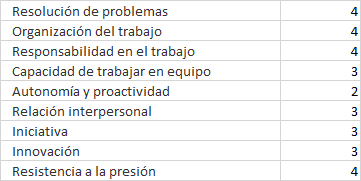 Resolución de problemas 4
Organización del trabajo 4
Responsabilidad en el trabajo 4
Capacidad de trabajar en equipo 3
Autonomía y proactividad 2
Relación interpersonal 3
Iniciativa 3
Innovación 3
Resistencia a la presión 4